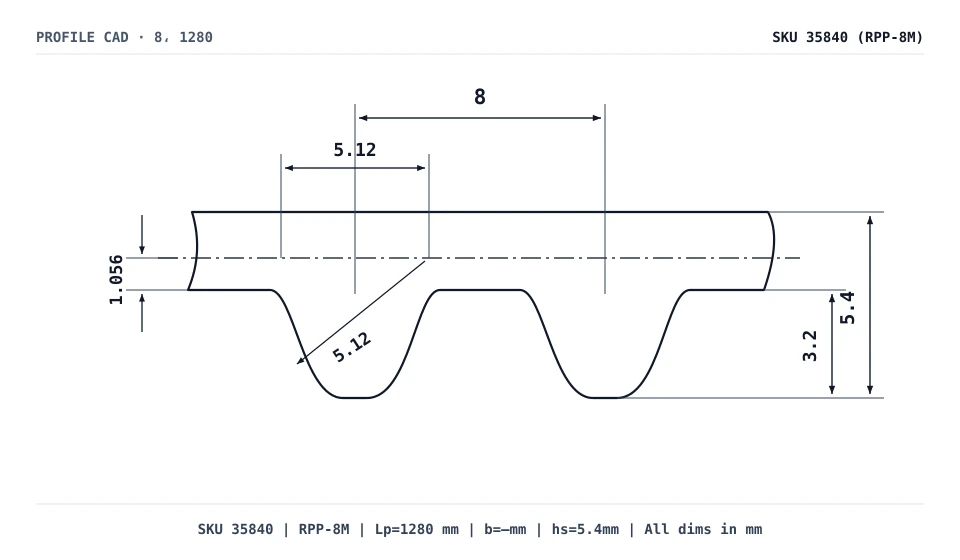 PROFILE CAD · 8, 1280
SKU 35840 (RPP-8M)
8
5.12
1.056
5.12
3.2
5.4
SKU 35840 | RPP-8M | Lp=1280 mm | b=—mm | hs=5.4mm | All dims in mm